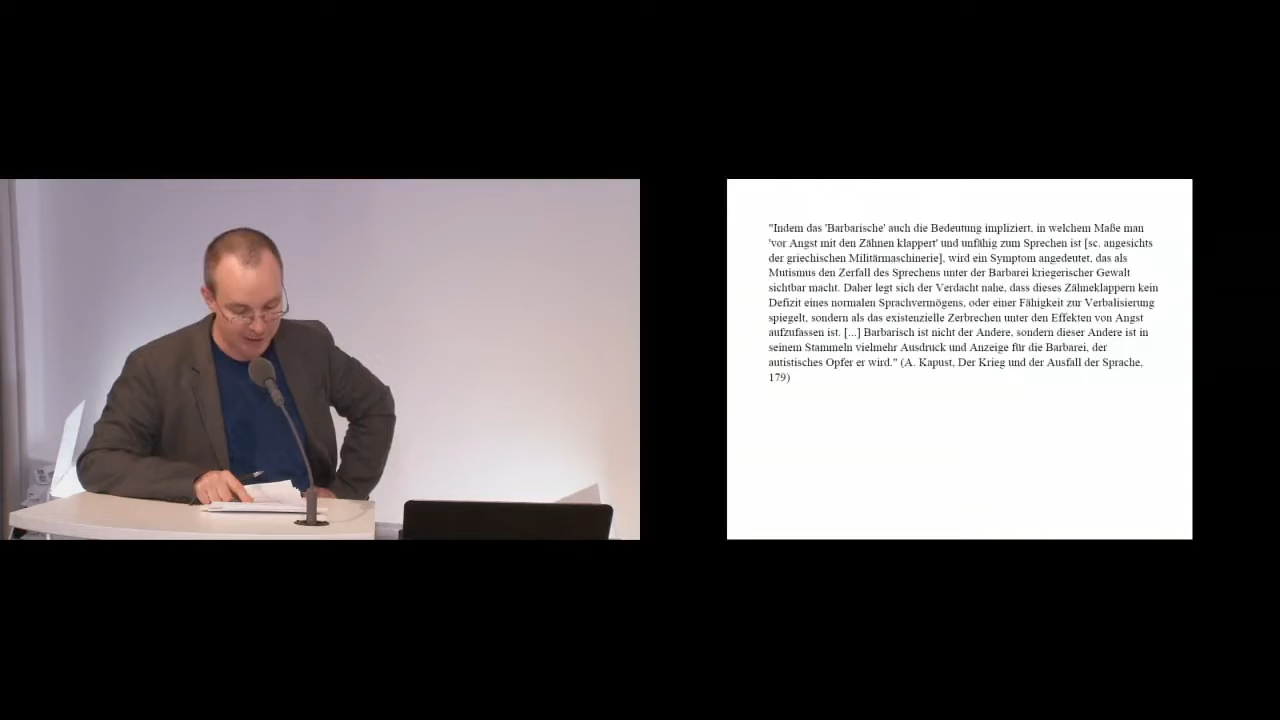 "Indem das 'Barbarische' auch die Bedeutung impliziert, in welchem Maße man
'vor Angst mit den Zähnen klappert' und unfähig zum Sprechen ist [sc. angesichts
der griechischen Militärmaschinerie], wird ein Symptom angedeutet, das als
Mutismus den Zerfall des Sprechens unter der Barbarei kriegerischer Gewalt
sichtbar macht. Daher legt sich der Verdacht nahe, dass dieses Zähneklappern kein
Defizit eines normalen Sprachvermögens, oder einer Fähigkeit zur Verbalisierung
spiegelt, sondern als das existenzielle Zerbrechen unter den Effekten von Angst
aufzufassen ist. [...] Barbarisch ist nicht der Andere, sondern dieser Andere ist in
seinem Stammeln vielmehr Ausdruck und Anzeige für die Barbarei, der
autistisches Opfer er wird." (A. Kapust, Der Krieg und der Ausfall der Sprache,
179)